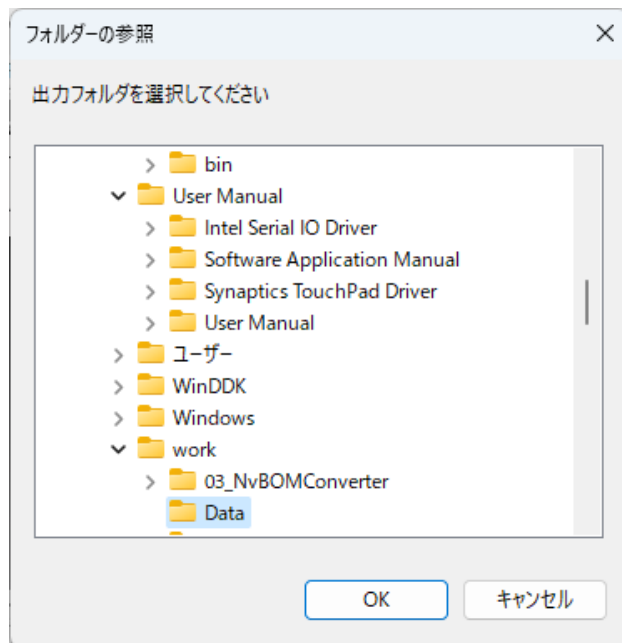 フォルダーの参照
出力フォルダを選択してください
bin
User Manual
Intel Serial IO Driver
Software Application Manual
Synaptics TouchPad Driver
User Manual
ユーザー
WinDDK
Windows
work
03_NvBOMConverter
Data
OK
キャンセル